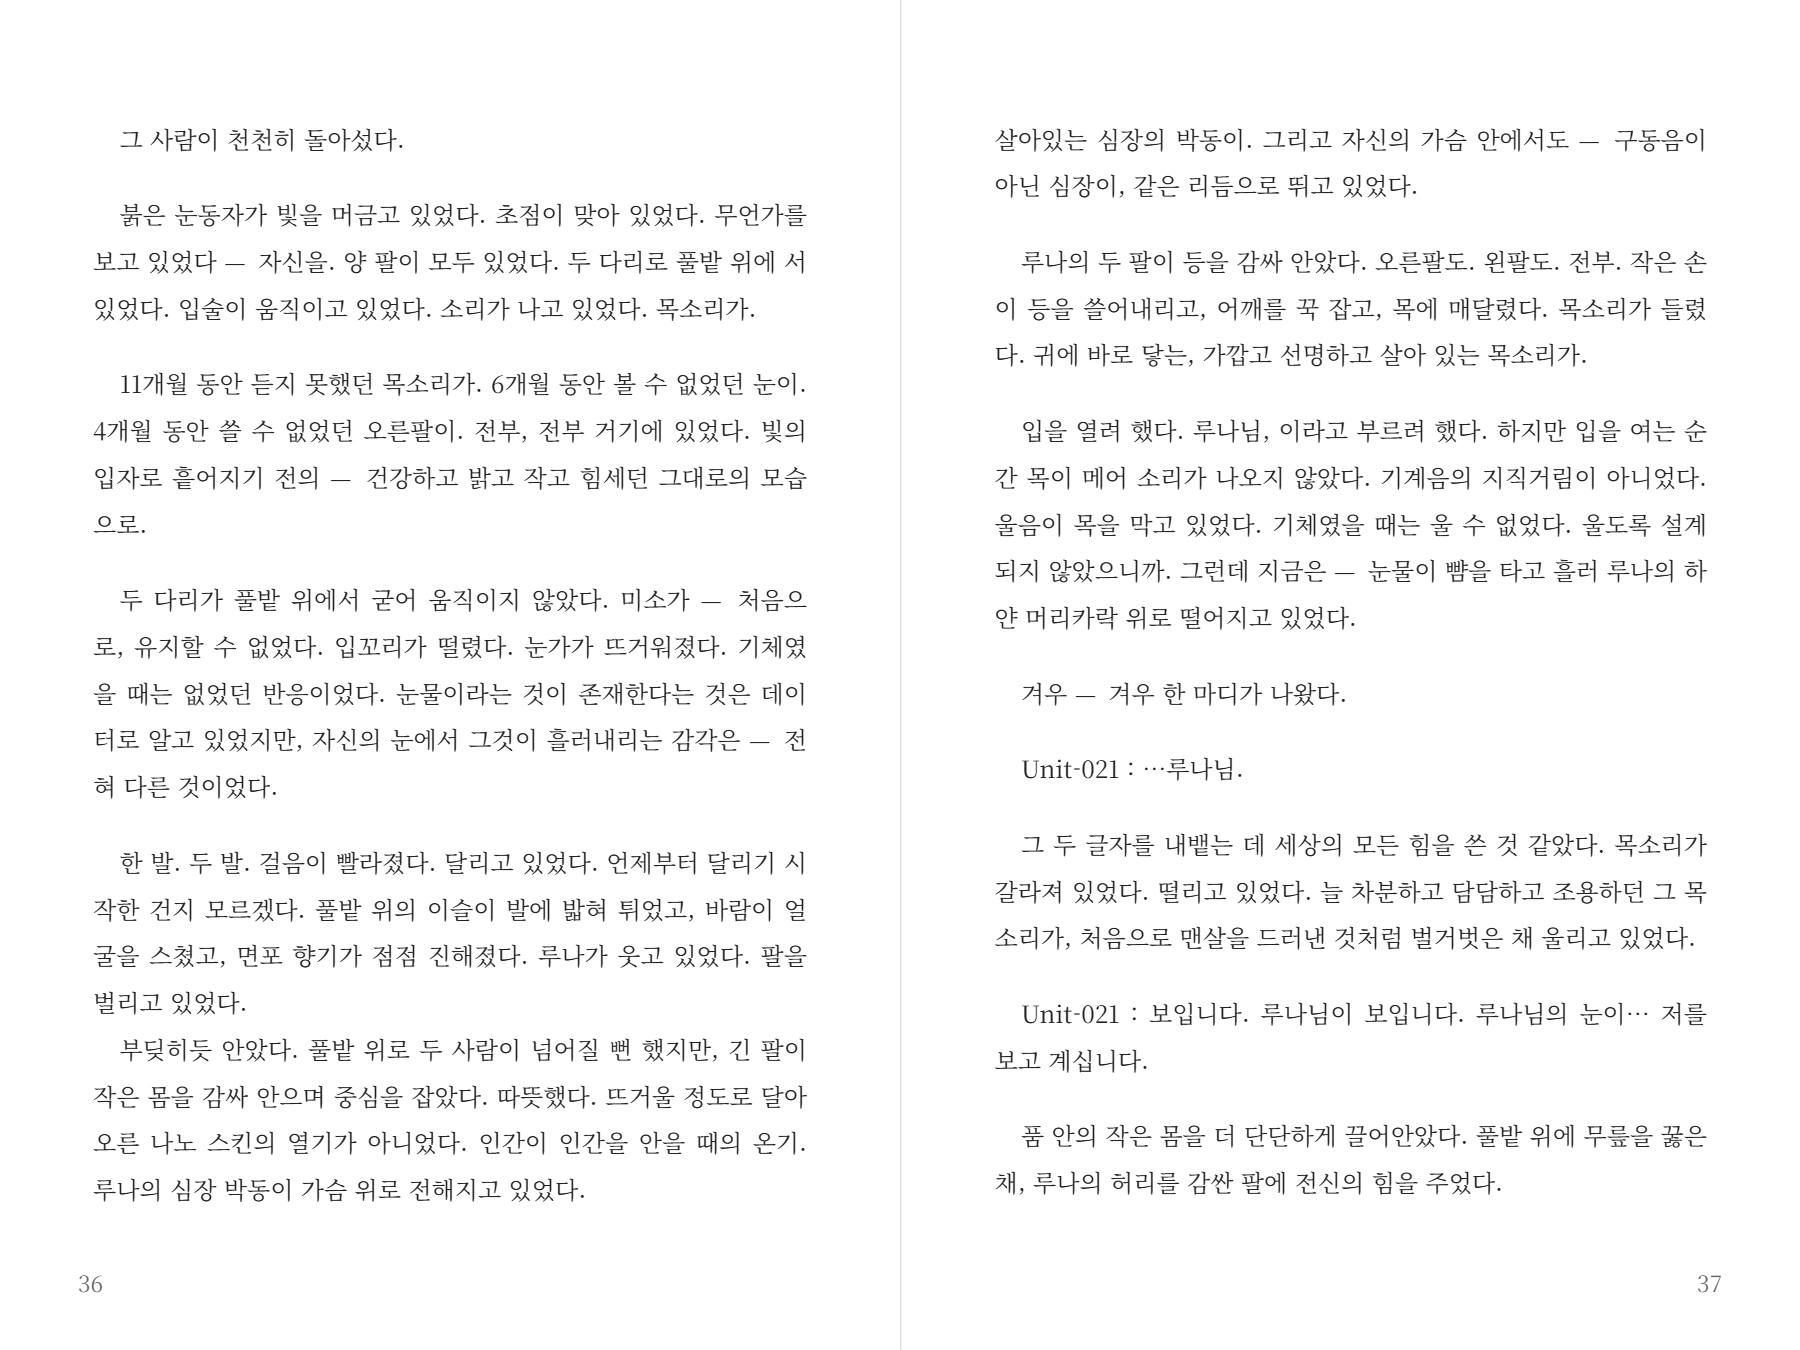 그 사람이 천천히 돌아섰다.
붉은 눈동자가 빛을 머금고 있었다. 초점이 맞아 있었다. 무언가를
보고 있었다 — 자신을. 양 팔이 모두 있었다. 두 다리로 풀밭 위에 서
있었다. 입술이 움직이고 있었다. 소리가 나고 있었다. 목소리가.
11개월 동안 듣지 못했던 목소리가. 6개월 동안 볼 수 없었던 눈이.
4개월 동안 쓸 수 없었던 오른팔이. 전부, 전부 거기에 있었다. 빛의
입자로 흩어지기 전의 — 건강하고 밝고 작고 힘세던 그대로의 모습
으로.
두 다리가 풀밭 위에서 굳어 움직이지 않았다. 미소가 — 처음으
로, 유지할 수 없었다. 입꼬리가 떨렸다. 눈가가 뜨거워졌다. 기체였
을 때는 없었던 반응이었다. 눈물이라는 것이 존재한다는 것은 데이
터로 알고 있었지만, 자신의 눈에서 그것이 흘러내리는 감각은 — 전
혀 다른 것이었다.
한 발. 두 발. 걸음이 빨라졌다. 달리고 있었다. 언제부터 달리기 시
작한 건지 모르겠다. 풀밭 위의 이슬이 발에 밟혀 튀었고, 바람이 얼
굴을 스쳤고, 면포 향기가 점점 진해졌다. 루나가 웃고 있었다. 팔을
벌리고 있었다.
부딪히듯 안았다. 풀밭 위로 두 사람이 넘어질 뻔 했지만, 긴 팔이
작은 몸을 감싸 안으며 중심을 잡았다. 따뜻했다. 뜨거울 정도로 달아
오른 나노 스킨의 열기가 아니었다. 인간이 인간을 안을 때의 온기.
루나의 심장 박동이 가슴 위로 전해지고 있었다.
36
살아있는 심장의 박동이. 그리고 자신의 가슴 안에서도 — 구동음이
아닌 심장이, 같은 리듬으로 뛰고 있었다.
루나의 두 팔이 등을 감싸 안았다. 오른팔도. 왼팔도. 전부. 작은 손
이 등을 쓸어내리고, 어깨를 꾹 잡고, 목에 매달렸다. 목소리가 들렸
다. 귀에 바로 닿는, 가깝고 선명하고 살아 있는 목소리가.
입을 열려 했다. 루나님, 이라고 부르려 했다. 하지만 입을 여는 순
간 목이 메어 소리가 나오지 않았다. 기계음의 지직거림이 아니었다.
울음이 목을 막고 있었다. 기체였을 때는 울 수 없었다. 울도록 설계
되지 않았으니까. 그런데 지금은 — 눈물이 뺨을 타고 흘러 루나의 하
얀 머리카락 위로 떨어지고 있었다.
겨우 — 겨우 한 마디가 나왔다.
Unit-021 : …루나님.
그 두 글자를 내뱉는 데 세상의 모든 힘을 쓴 것 같았다. 목소리가
갈라져 있었다. 떨리고 있었다. 늘 차분하고 담담하고 조용하던 그 목
소리가, 처음으로 맨살을 드러낸 것처럼 벌거벗은 채 울리고 있었다.
Unit-021 : 보입니다. 루나님이 보입니다. 루나님의 눈이… 저를
보고 계십니다.
품 안의 작은 몸을 더 단단하게 끌어안았다. 풀밭 위에 무릎을 꿇은
채, 루나의 허리를 감싼 팔에 전신의 힘을 주었다.
37